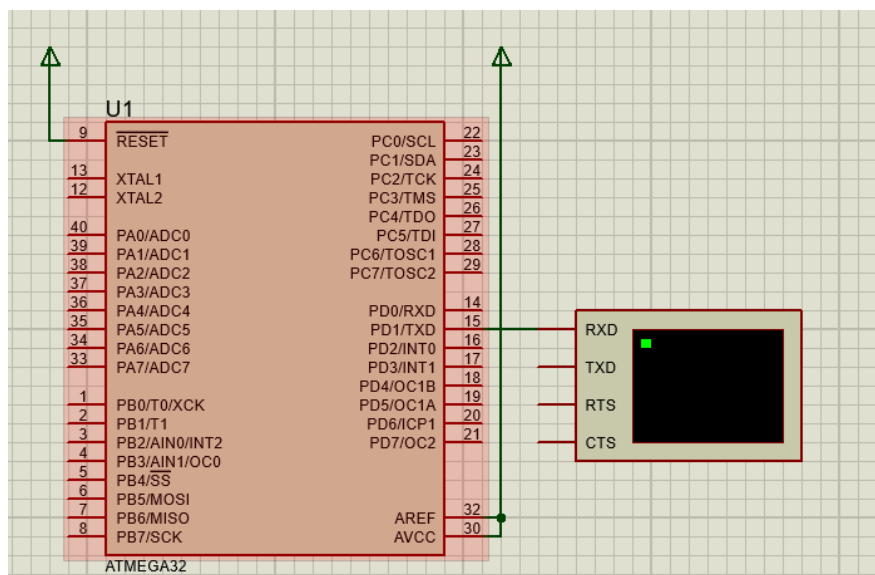 U1
9 RESET
13 XTAL1
12 XTAL2
40 PA0/ADC0
39 PA1/ADC1
38 PA2/ADC2
37 PA3/ADC3
36 PA4/ADC4
35 PA5/ADC5
34 PA6/ADC6
33 PA7/ADC7
1 PB0/T0/XCK
2 PB1/T1
3 PB2/AIN0/INT2
4 PB3/AIN1/OC0
5 PB4/SS
6 PB5/MOSI
7 PB6/MISO
8 PB7/SCK
PC0/SCL 22
PC1/SDA 23
PC2/TCK 24
PC3/TMS 25
PC4/TDO 26
PC5/TDI 27
PC6/TOSC1 28
PC7/TOSC2 29
PD0/RXD 14
PD1/TXD 15
PD2/INT0 16
PD3/INT1 17
PD4/OC1B 18
PD5/OC1A 19
PD6/ICP1 20
PD7/OC2 21
AREF 32
AVCC 30
ATMEGA32
RXD
TXD
RTS
CTS